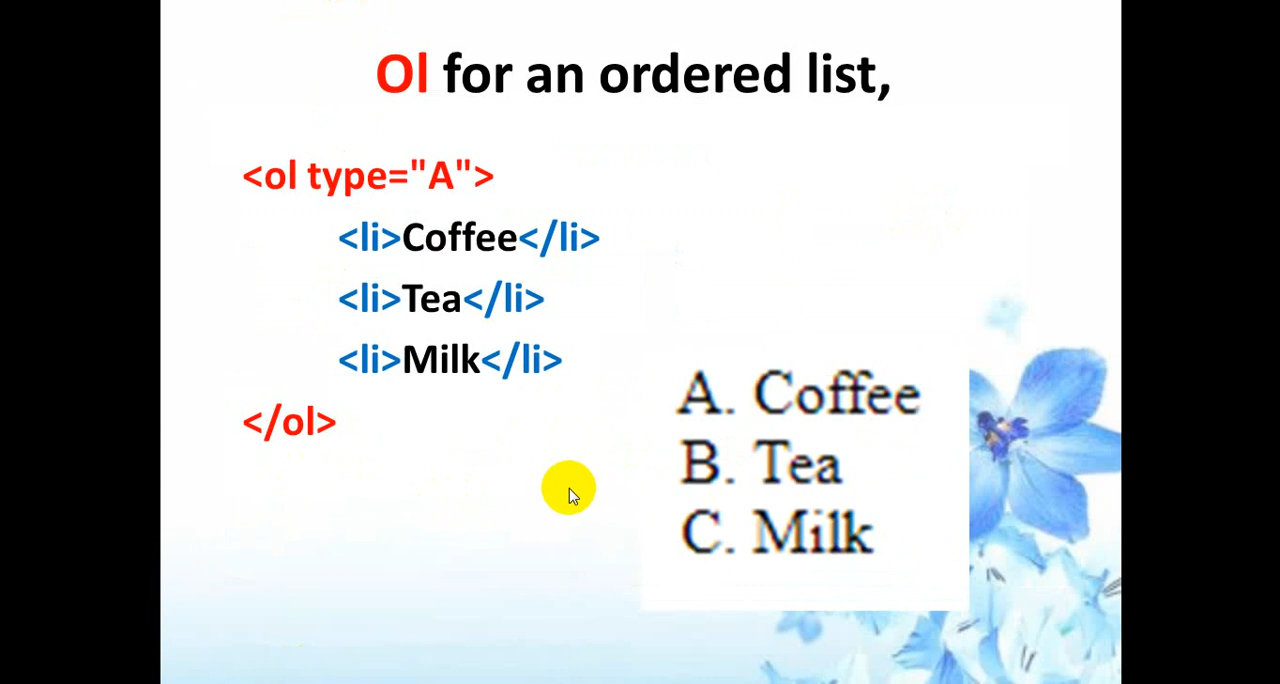 Ol for an ordered list,
<ol type="A">
<li>Coffee</li>
<li>Tea</li>
<li>Milk</li>
</ol>
A. Coffee
B. Tea
C. Milk